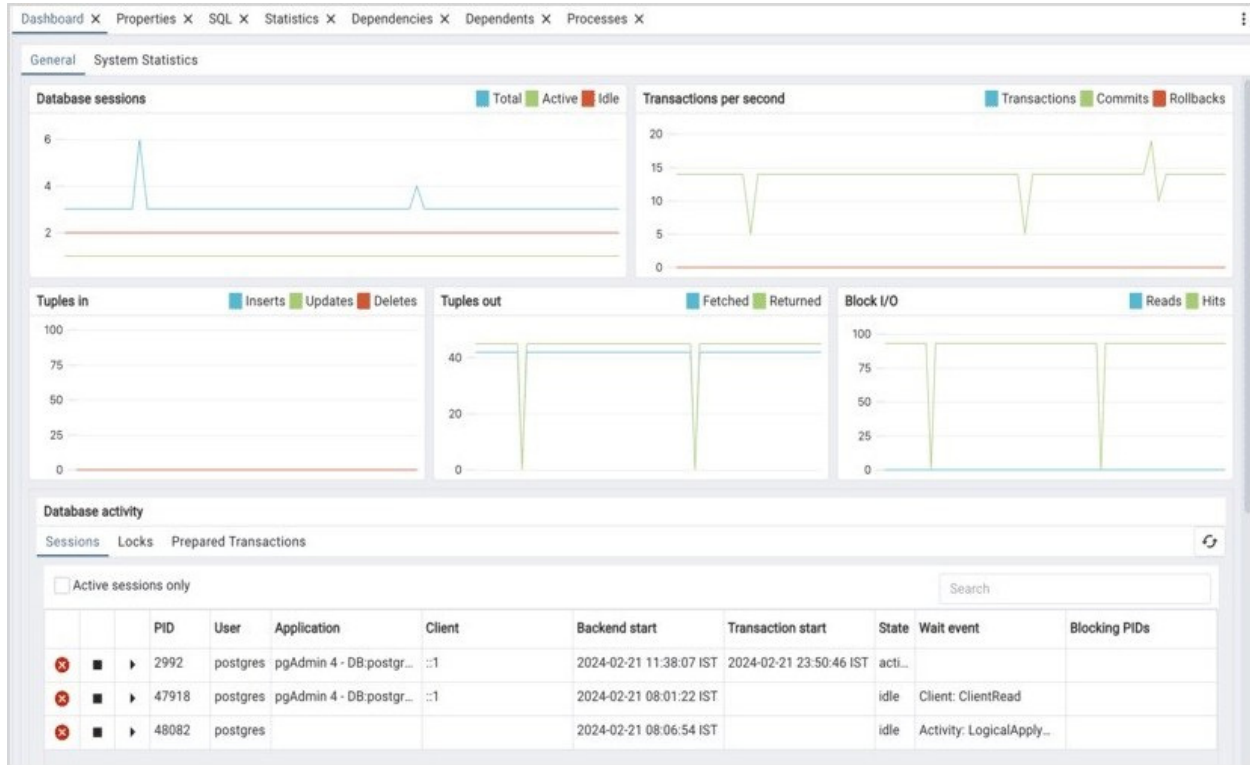 Dashboard X Properties X SQL X Statistics X Dependencies X Dependents X Processes X
General System Statistics
Database sessions
Total Active Idle
6
4
2
Transactions per second
Transactions Commits Rollbacks
20
15
10
5
0
Tuples in
Inserts Updates Deletes
100
75
50
25
0
Tuples out
Fetched Returned
40
20
0
Block I/O
Reads Hits
100
75
50
25
0
Database activity
Sessions Locks Prepared Transactions
Active sessions only
Search
PID User Application Client Backend start Transaction start State Wait event Blocking PIDs
2992 postgres pgAdmin 4 - DB:postgr... ::1 2024-02-21 11:38:07 IST 2024-02-21 23:50:46 IST acti...
47918 postgres pgAdmin 4 - DB:postgr... ::1 2024-02-21 08:01:22 IST idle Client: ClientRead
48082 postgres 2024-02-21 08:06:54 IST idle Activity: LogicalApply...